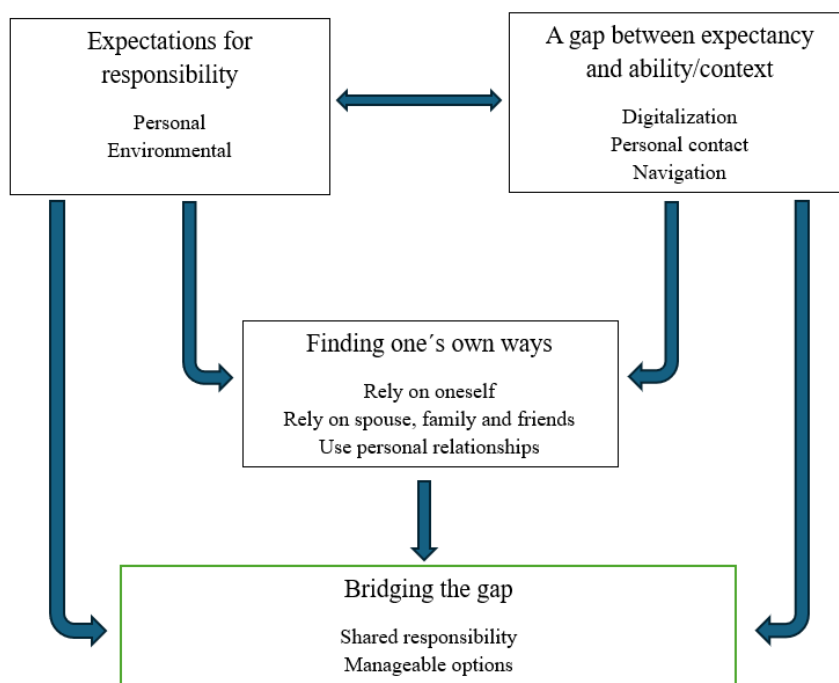 Expectations for
responsibility
Personal
Environmental
A gap between expectancy
and ability/context
Digitalization
Personal contact
Navigation
Finding one´s own ways
Rely on oneself
Rely on spouse, family and friends
Use personal relationships
Bridging the gap
Shared responsibility
Manageable options